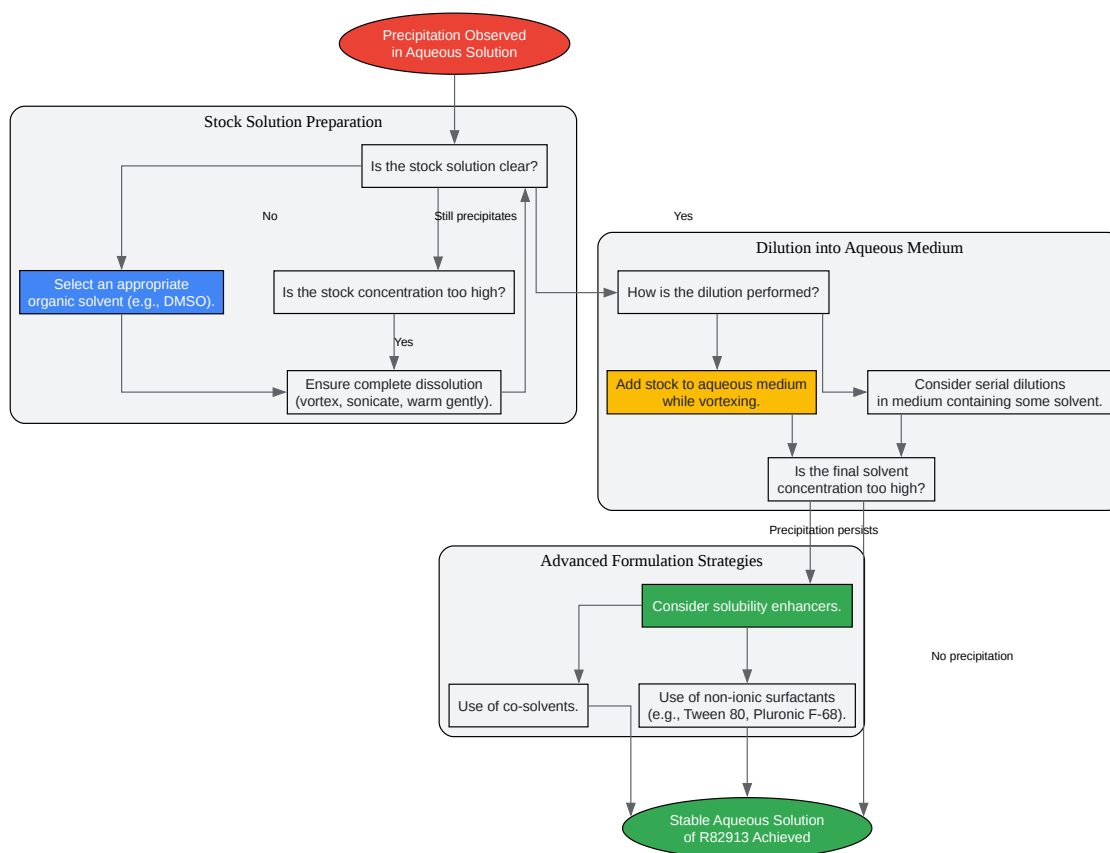 Precipitation Observed
in Aqueous Solution
Stock Solution Preparation
Is the stock solution clear?
No
Still precipitates
Yes
Select an appropriate
organic solvent (e.g., DMSO).
Is the stock concentration too high?
Yes
Ensure complete dissolution
(vortex, sonicate, warm gently).
Dilution into Aqueous Medium
How is the dilution performed?
Add stock to aqueous medium
while vortexing.
Consider serial dilutions
in medium containing some solvent.
Is the final solvent
concentration too high?
Precipitation persists
Advanced Formulation Strategies
Consider solubility enhancers.
No precipitation
Use of co-solvents.
Use of non-ionic surfactants
(e.g., Tween 80, Pluronic F-68).
Stable Aqueous Solution
of R82913 Achieved